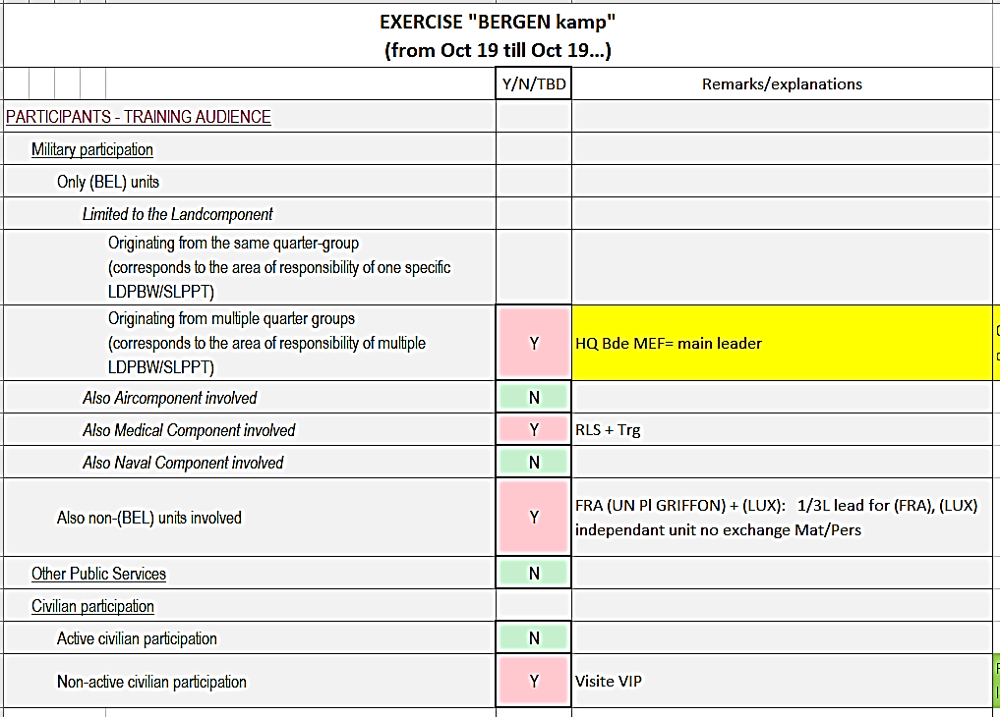 EXERCISE "BERGEN kamp"
(from Oct 19 till Oct 19...)
Y/N/TBD Remarks/explanations
PARTICIPANTS - TRAINING AUDIENCE
Military participation
Only (BEL) units
Limited to the Landcomponent
Originating from the same quarter-group
(corresponds to the area of responsibility of one specific
LDPBW/SLPPT)
Originating from multiple quarter groups
(corresponds to the area of responsibility of multiple
LDPBW/SLPPT)
Y HQ Bde MEF= main leader
Also Aircomponent involved N
Also Medical Component involved Y RLS + Trg
Also Naval Component involved N
Also non-(BEL) units involved Y
FRA (UN Pl GRIFFON) + (LUX): 1/3L lead for (FRA), (LUX)
independant unit no exchange Mat/Pers
Other Public Services N
Civilian participation
Active civilian participation N
Non-active civilian participation Y Visite VIP